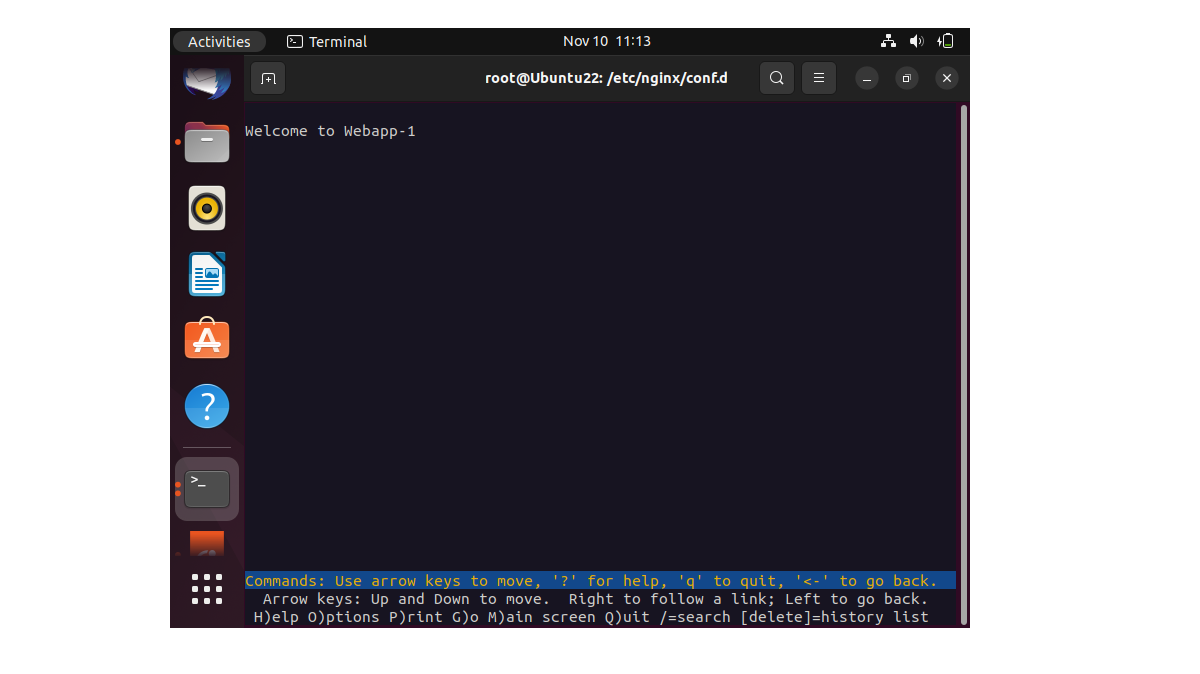 Activities Terminal Nov 10 11:13
root@Ubuntu22: /etc/nginx/conf.d
Welcome to Webapp-1
Commands: Use arrow keys to move, '?' for help, 'q' to quit, '<-' to go back.
Arrow keys: Up and Down to move. Right to follow a link; Left to go back.
H)elp O)ptions P)rint G)o M)ain screen Q)uit /=search [delete]=history list